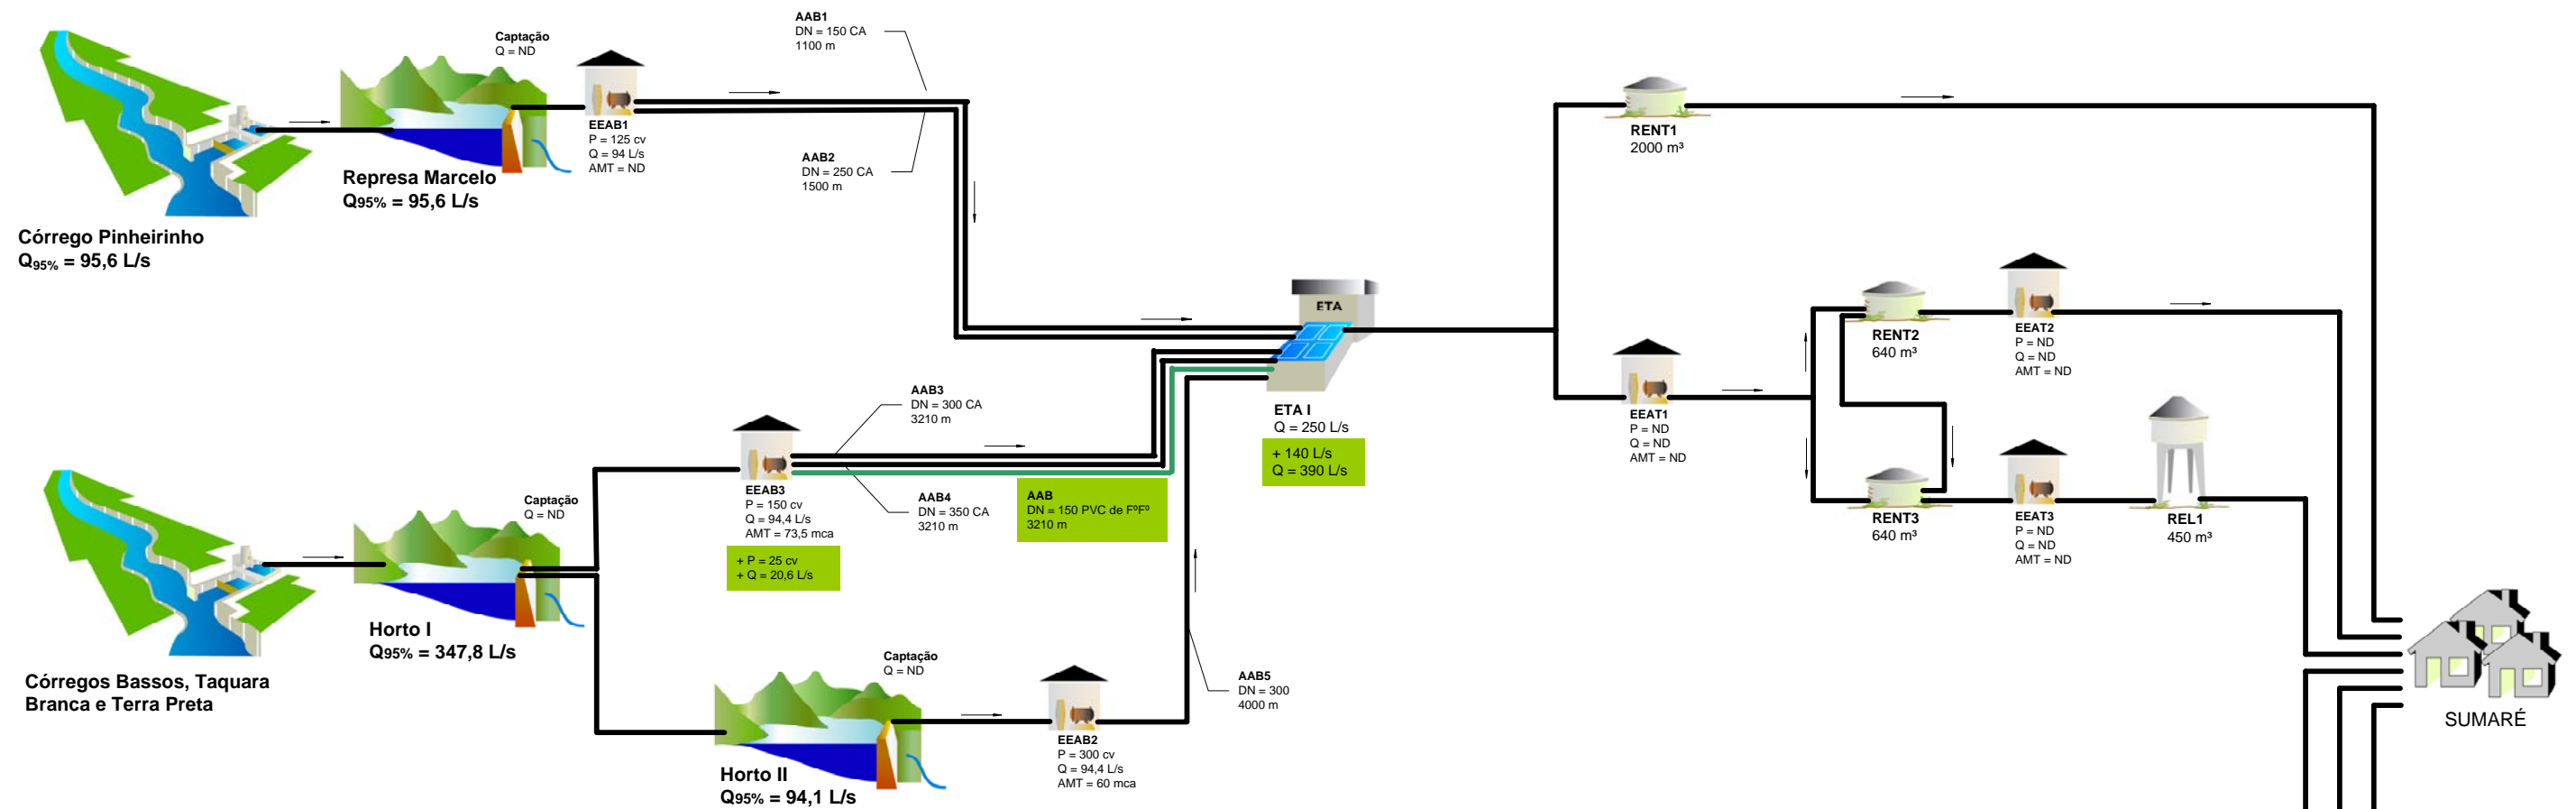 Córrego Pinheirinho
Q95% = 95,6 L/s
Represa Marcelo
Q95% = 95,6 L/s
Captação
Q = ND
EEAB1
P = 125 cv
Q = 94 L/s
AMT = ND
AAB1
DN = 150 CA
1100 m
AAB2
DN = 250 CA
1500 m
Córregos Bassos, Taquara
Branca e Terra Preta
Horto I
Q95% = 347,8 L/s
Captação
Q = ND
EEAB3
P = 150 cv
Q = 94,4 L/s
AMT = 73,5 mca
+ P = 25 cv
+ Q = 20,6 L/s
AAB3
DN = 300 CA
3210 m
AAB4
DN = 350 CA
3210 m
AAB
DN = 150 PVC de FºFº
3210 m
Horto II
Q95% = 94,1 L/s
Captação
Q = ND
EEAB2
P = 300 cv
Q = 94,4 L/s
AMT = 60 mca
AAB5
DN = 300
4000 m
ETA
ETA I
Q = 250 L/s
+ 140 L/s
Q = 390 L/s
RENT1
2000 m³
EEAT1
P = ND
Q = ND
AMT = ND
RENT2
640 m³
EEAT2
P = ND
Q = ND
AMT = ND
RENT3
640 m³
EEAT3
P = ND
Q = ND
AMT = ND
REL1
450 m³
SUMARÉ